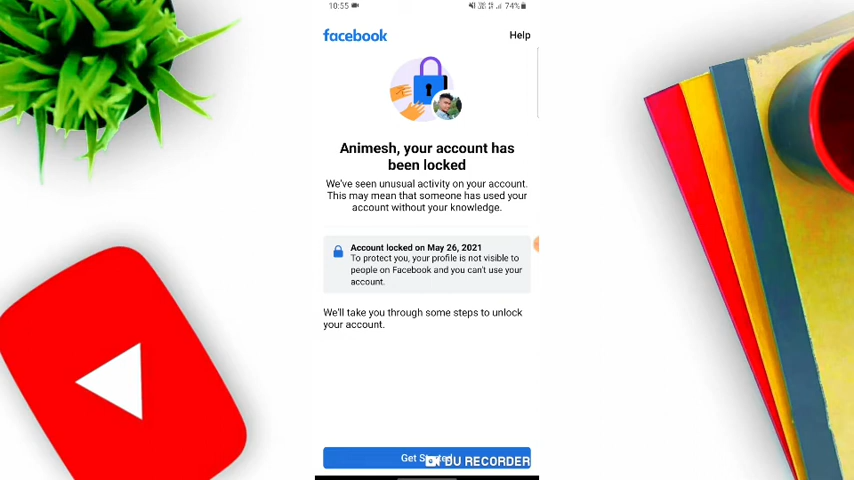 10:55
74%
facebook
Help
Animesh, your account has
been locked
We've seen unusual activity on your account.
This may mean that someone has used your
account without your knowledge.
Account locked on May 26, 2021
To protect you, your profile is not visible to
people on Facebook and you can't use your
account.
We'll take you through some steps to unlock
your account.
Get
DU RECORDER